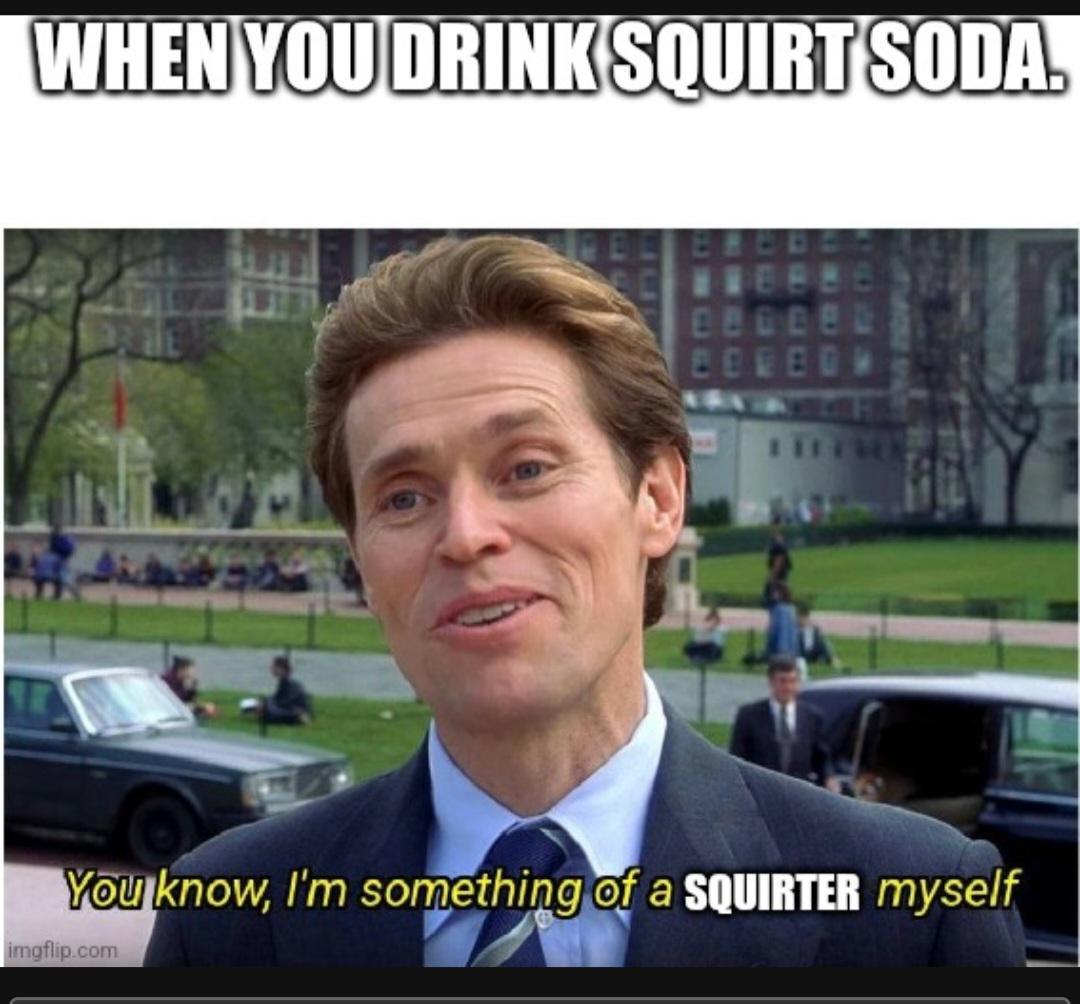 WHEN YOU DRINK SQUIRT SODA.
You know, I'm something of a SQUIRTER myself
imgflip.com